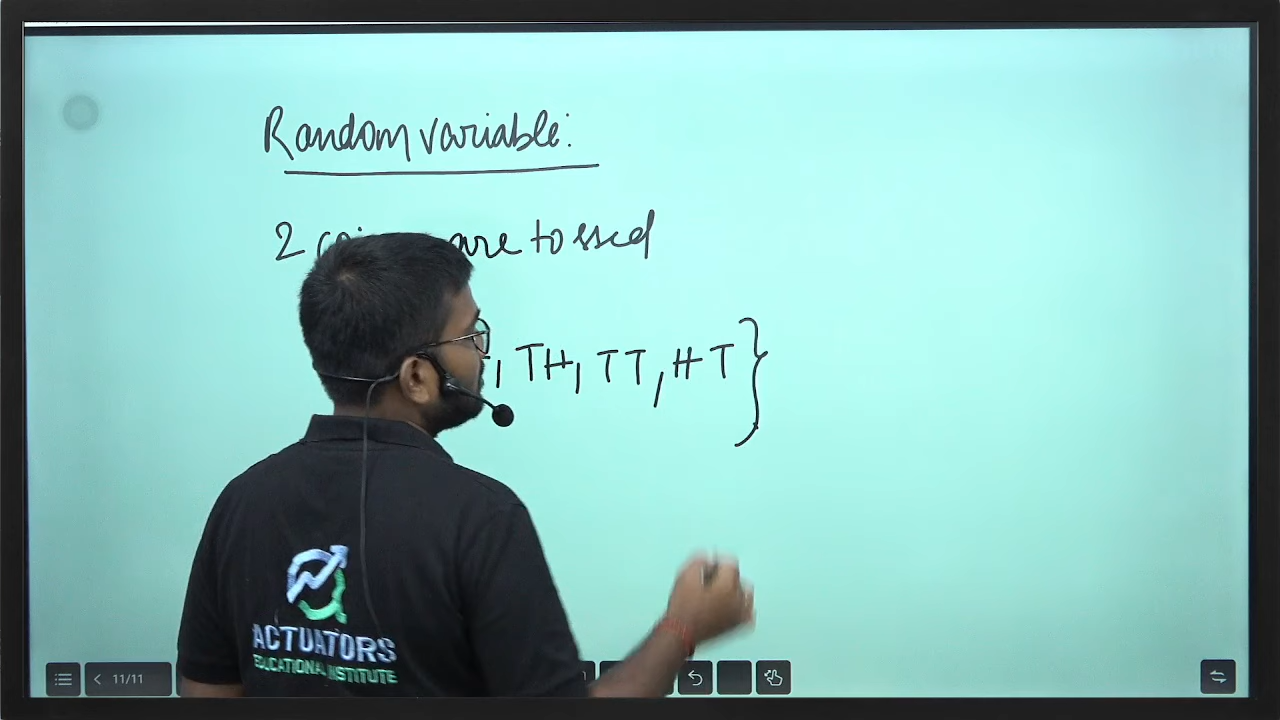 Random variable:
2 are tossed
, TH, TT, HT}
ACTUATORS
EDUCATIONAL INSTITUTE
11/11